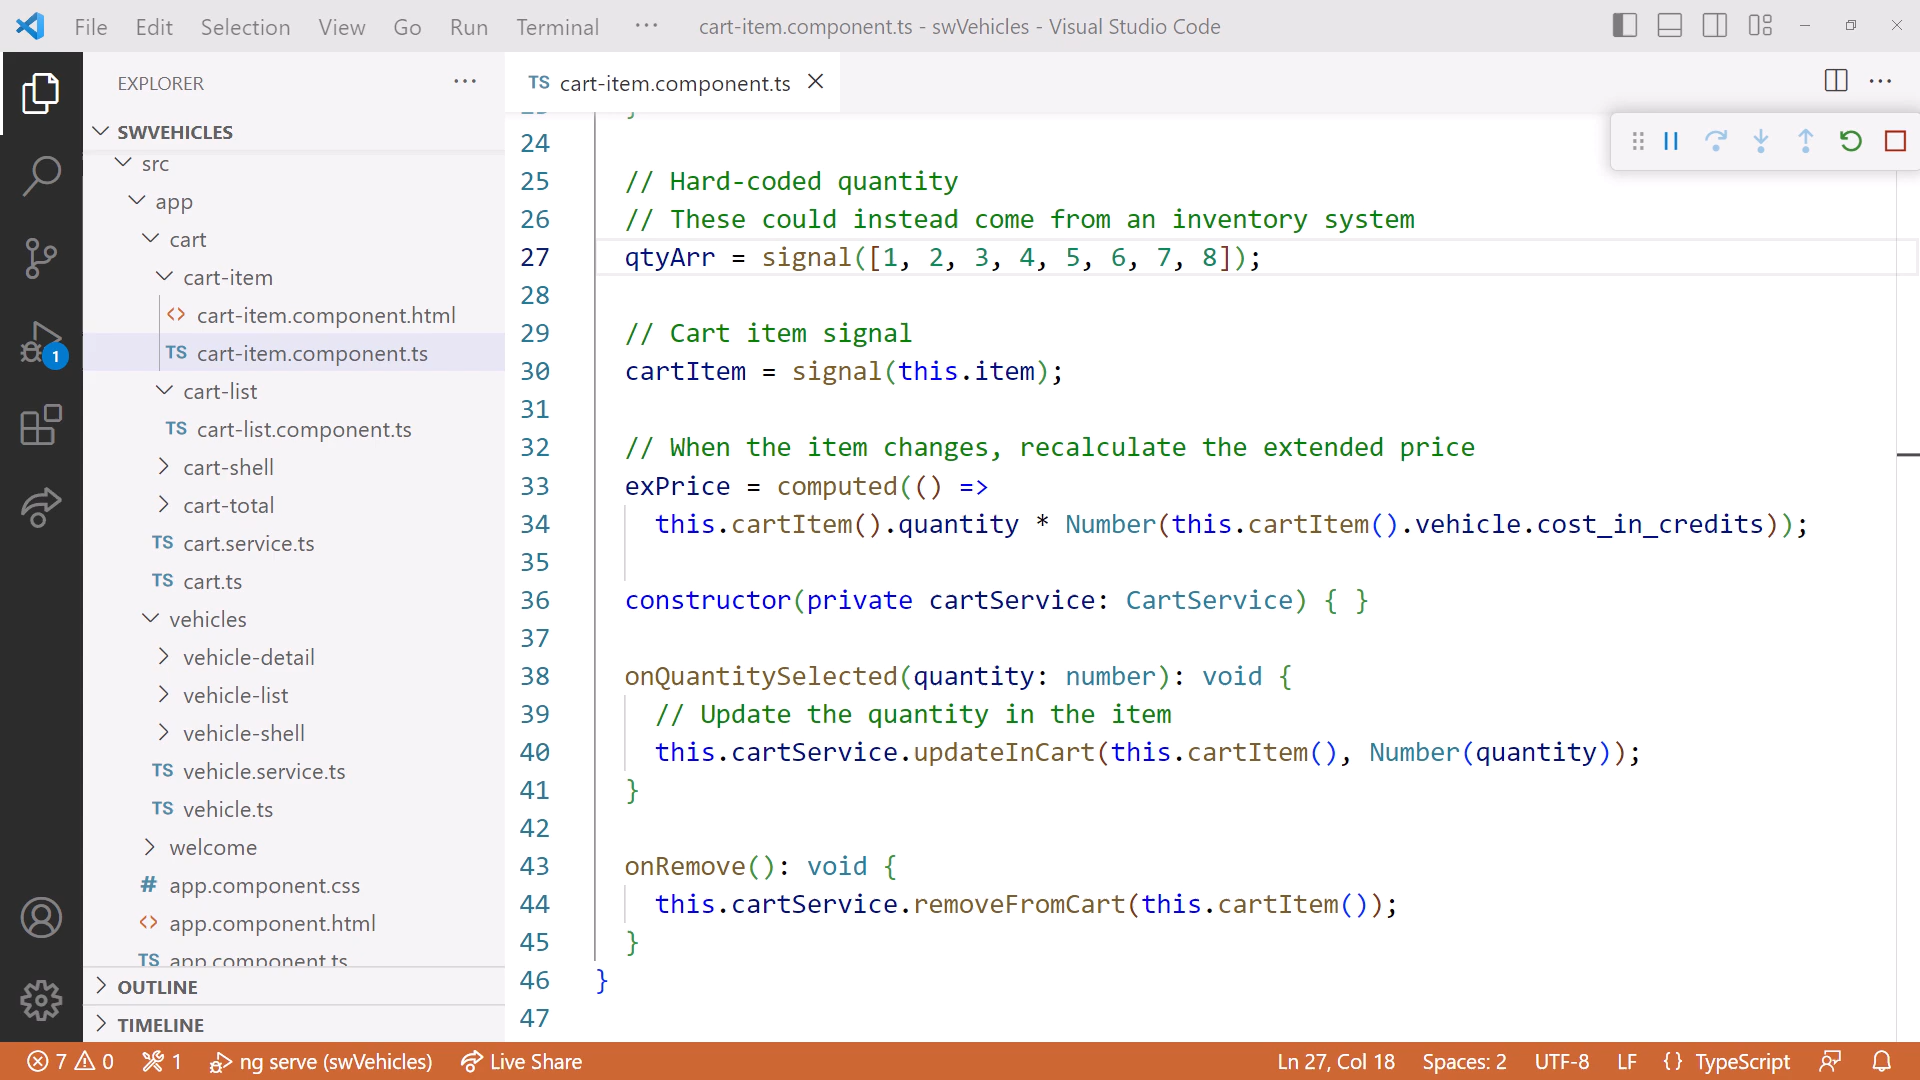 File Edit Selection View Go Run Terminal ··· cart-item.component.ts - swVehicles - Visual Studio Code
EXPLORER ···
SWVEHICLES
src
app
cart
cart-item
<> cart-item.component.html
TS cart-item.component.ts
cart-list
TS cart-list.component.ts
cart-shell
cart-total
TS cart.service.ts
TS cart.ts
vehicles
vehicle-detail
vehicle-list
vehicle-shell
TS vehicle.service.ts
TS vehicle.ts
welcome
# app.component.css
<> app.component.html
TS app.component.ts
OUTLINE
TIMELINE
1
TS cart-item.component.ts
23 }
24
25 // Hard-coded quantity
26 // These could instead come from an inventory system
27 qtyArr = signal([1, 2, 3, 4, 5, 6, 7, 8]);
28
29 // Cart item signal
30 cartItem = signal(this.item);
31
32 // When the item changes, recalculate the extended price
33 exPrice = computed(() =>
34 this.cartItem().quantity * Number(this.cartItem().vehicle.cost_in_credits));
35
36 constructor(private cartService: CartService) { }
37
38 onQuantitySelected(quantity: number): void {
39 // Update the quantity in the item
40 this.cartService.updateInCart(this.cartItem(), Number(quantity));
41 }
42
43 onRemove(): void {
44 this.cartService.removeFromCart(this.cartItem());
45 }
46 }
47
7 0 1 ng serve (swVehicles) Live Share Ln 27, Col 18 Spaces: 2 UTF-8 LF {} TypeScript